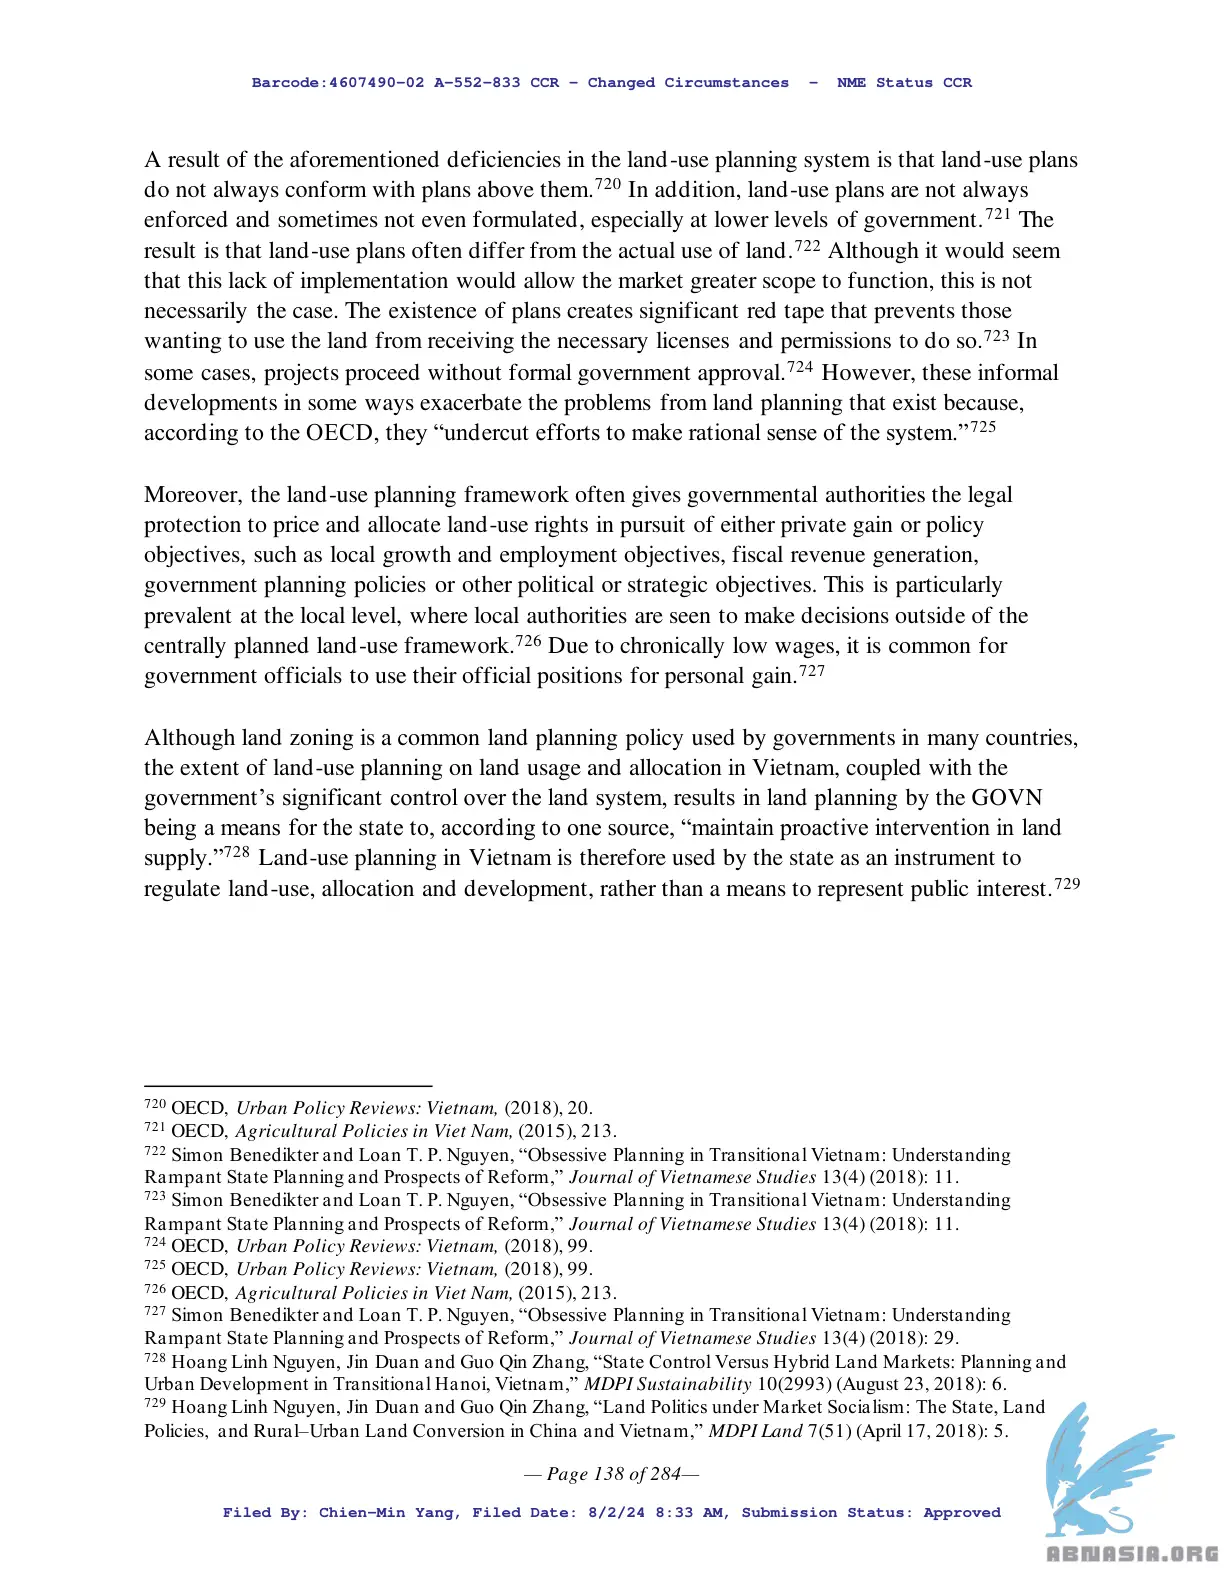 Barcode:4607490-02 A-552-833 CCR - Changed Circumstances - NME Status CCR
A result of the aforementioned deficiencies in the land-use planning system is that land-use plans
do not always conform with plans above them.720 In addition, land-use plans are not always
enforced and sometimes not even formulated, especially at lower levels of government.721 The
result is that land-use plans often differ from the actual use of land.722 Although it would seem
that this lack of implementation would allow the market greater scope to function, this is not
necessarily the case. The existence of plans creates significant red tape that prevents those
wanting to use the land from receiving the necessary licenses and permissions to do so.723 In
some cases, projects proceed without formal government approval.724 However, these informal
developments in some ways exacerbate the problems from land planning that exist because,
according to the OECD, they “undercut efforts to make rational sense of the system.”725
Moreover, the land-use planning framework often gives governmental authorities the legal
protection to price and allocate land-use rights in pursuit of either private gain or policy
objectives, such as local growth and employment objectives, fiscal revenue generation,
government planning policies or other political or strategic objectives. This is particularly
prevalent at the local level, where local authorities are seen to make decisions outside of the
centrally planned land-use framework.726 Due to chronically low wages, it is common for
government officials to use their official positions for personal gain.727
Although land zoning is a common land planning policy used by governments in many countries,
the extent of land-use planning on land usage and allocation in Vietnam, coupled with the
government’s significant control over the land system, results in land planning by the GOVN
being a means for the state to, according to one source, “maintain proactive intervention in land
supply.”728 Land-use planning in Vietnam is therefore used by the state as an instrument to
regulate land-use, allocation and development, rather than a means to represent public interest.729
720 OECD, Urban Policy Reviews: Vietnam, (2018), 20.
721 OECD, Agricultural Policies in Viet Nam, (2015), 213.
722 Simon Benedikter and Loan T. P. Nguyen, “Obsessive Planning in Transitional Vietnam: Understanding
Rampant State Planning and Prospects of Reform,” Journal of Vietnamese Studies 13(4) (2018): 11.
723 Simon Benedikter and Loan T. P. Nguyen, “Obsessive Planning in Transitional Vietnam: Understanding
Rampant State Planning and Prospects of Reform,” Journal of Vietnamese Studies 13(4) (2018): 11.
724 OECD, Urban Policy Reviews: Vietnam, (2018), 99.
725 OECD, Urban Policy Reviews: Vietnam, (2018), 99.
726 OECD, Agricultural Policies in Viet Nam, (2015), 213.
727 Simon Benedikter and Loan T. P. Nguyen, “Obsessive Planning in Transitional Vietnam: Understanding
Rampant State Planning and Prospects of Reform,” Journal of Vietnamese Studies 13(4) (2018): 29.
728 Hoang Linh Nguyen, Jin Duan and Guo Qin Zhang, “State Control Versus Hybrid Land Markets: Planning and
Urban Development in Transitional Hanoi, Vietnam,” MDPI Sustainability 10(2993) (August 23, 2018): 6.
729 Hoang Linh Nguyen, Jin Duan and Guo Qin Zhang, “Land Politics under Market Socialism: The State, Land
Policies, and Rural–Urban Land Conversion in China and Vietnam,” MDPI Land 7(51) (April 17, 2018): 5.
— Page 138 of 284—
Filed By: Chien-Min Yang, Filed Date: 8/2/24 8:33 AM, Submission Status: Approved
ABNASIA.ORG